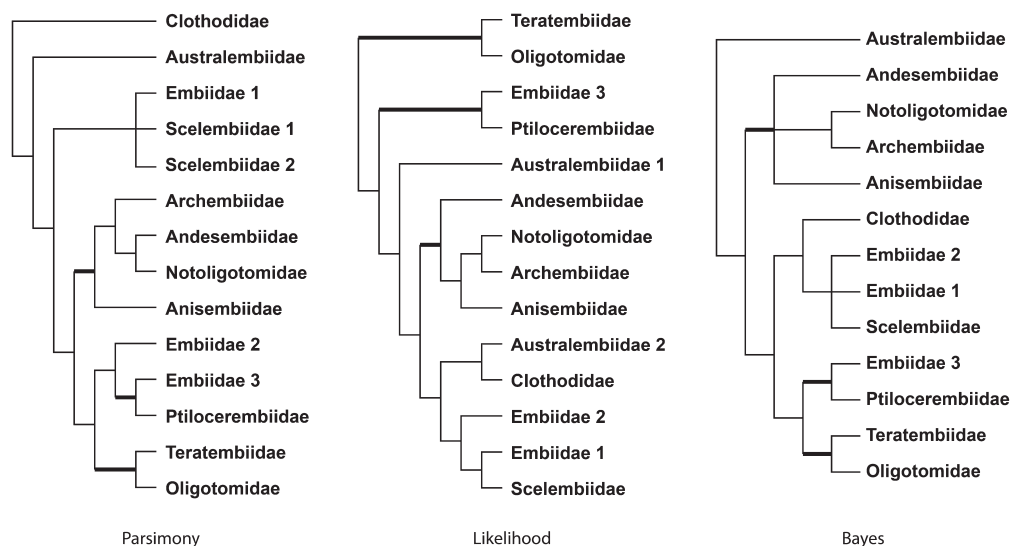 Clothodidae
Australembiidae
Embiidae 1
Scelembiidae 1
Scelembiidae 2
Archembiidae
Andesembiidae
Notoligotomidae
Anisembiidae
Embiidae 2
Embiidae 3
Ptilocerembiidae
Teratembiidae
Oligotomidae
Parsimony
Teratembiidae
Oligotomidae
Embiidae 3
Ptilocerembiidae
Australembiidae 1
Andesembiidae
Notoligotomidae
Archembiidae
Anisembiidae
Australembiidae 2
Clothodidae
Embiidae 2
Embiidae 1
Scelembiidae
Likelihood
Australembiidae
Andesembiidae
Notoligotomidae
Archembiidae
Anisembiidae
Clothodidae
Embiidae 2
Embiidae 1
Scelembiidae
Embiidae 3
Ptilocerembiidae
Teratembiidae
Oligotomidae
Bayes